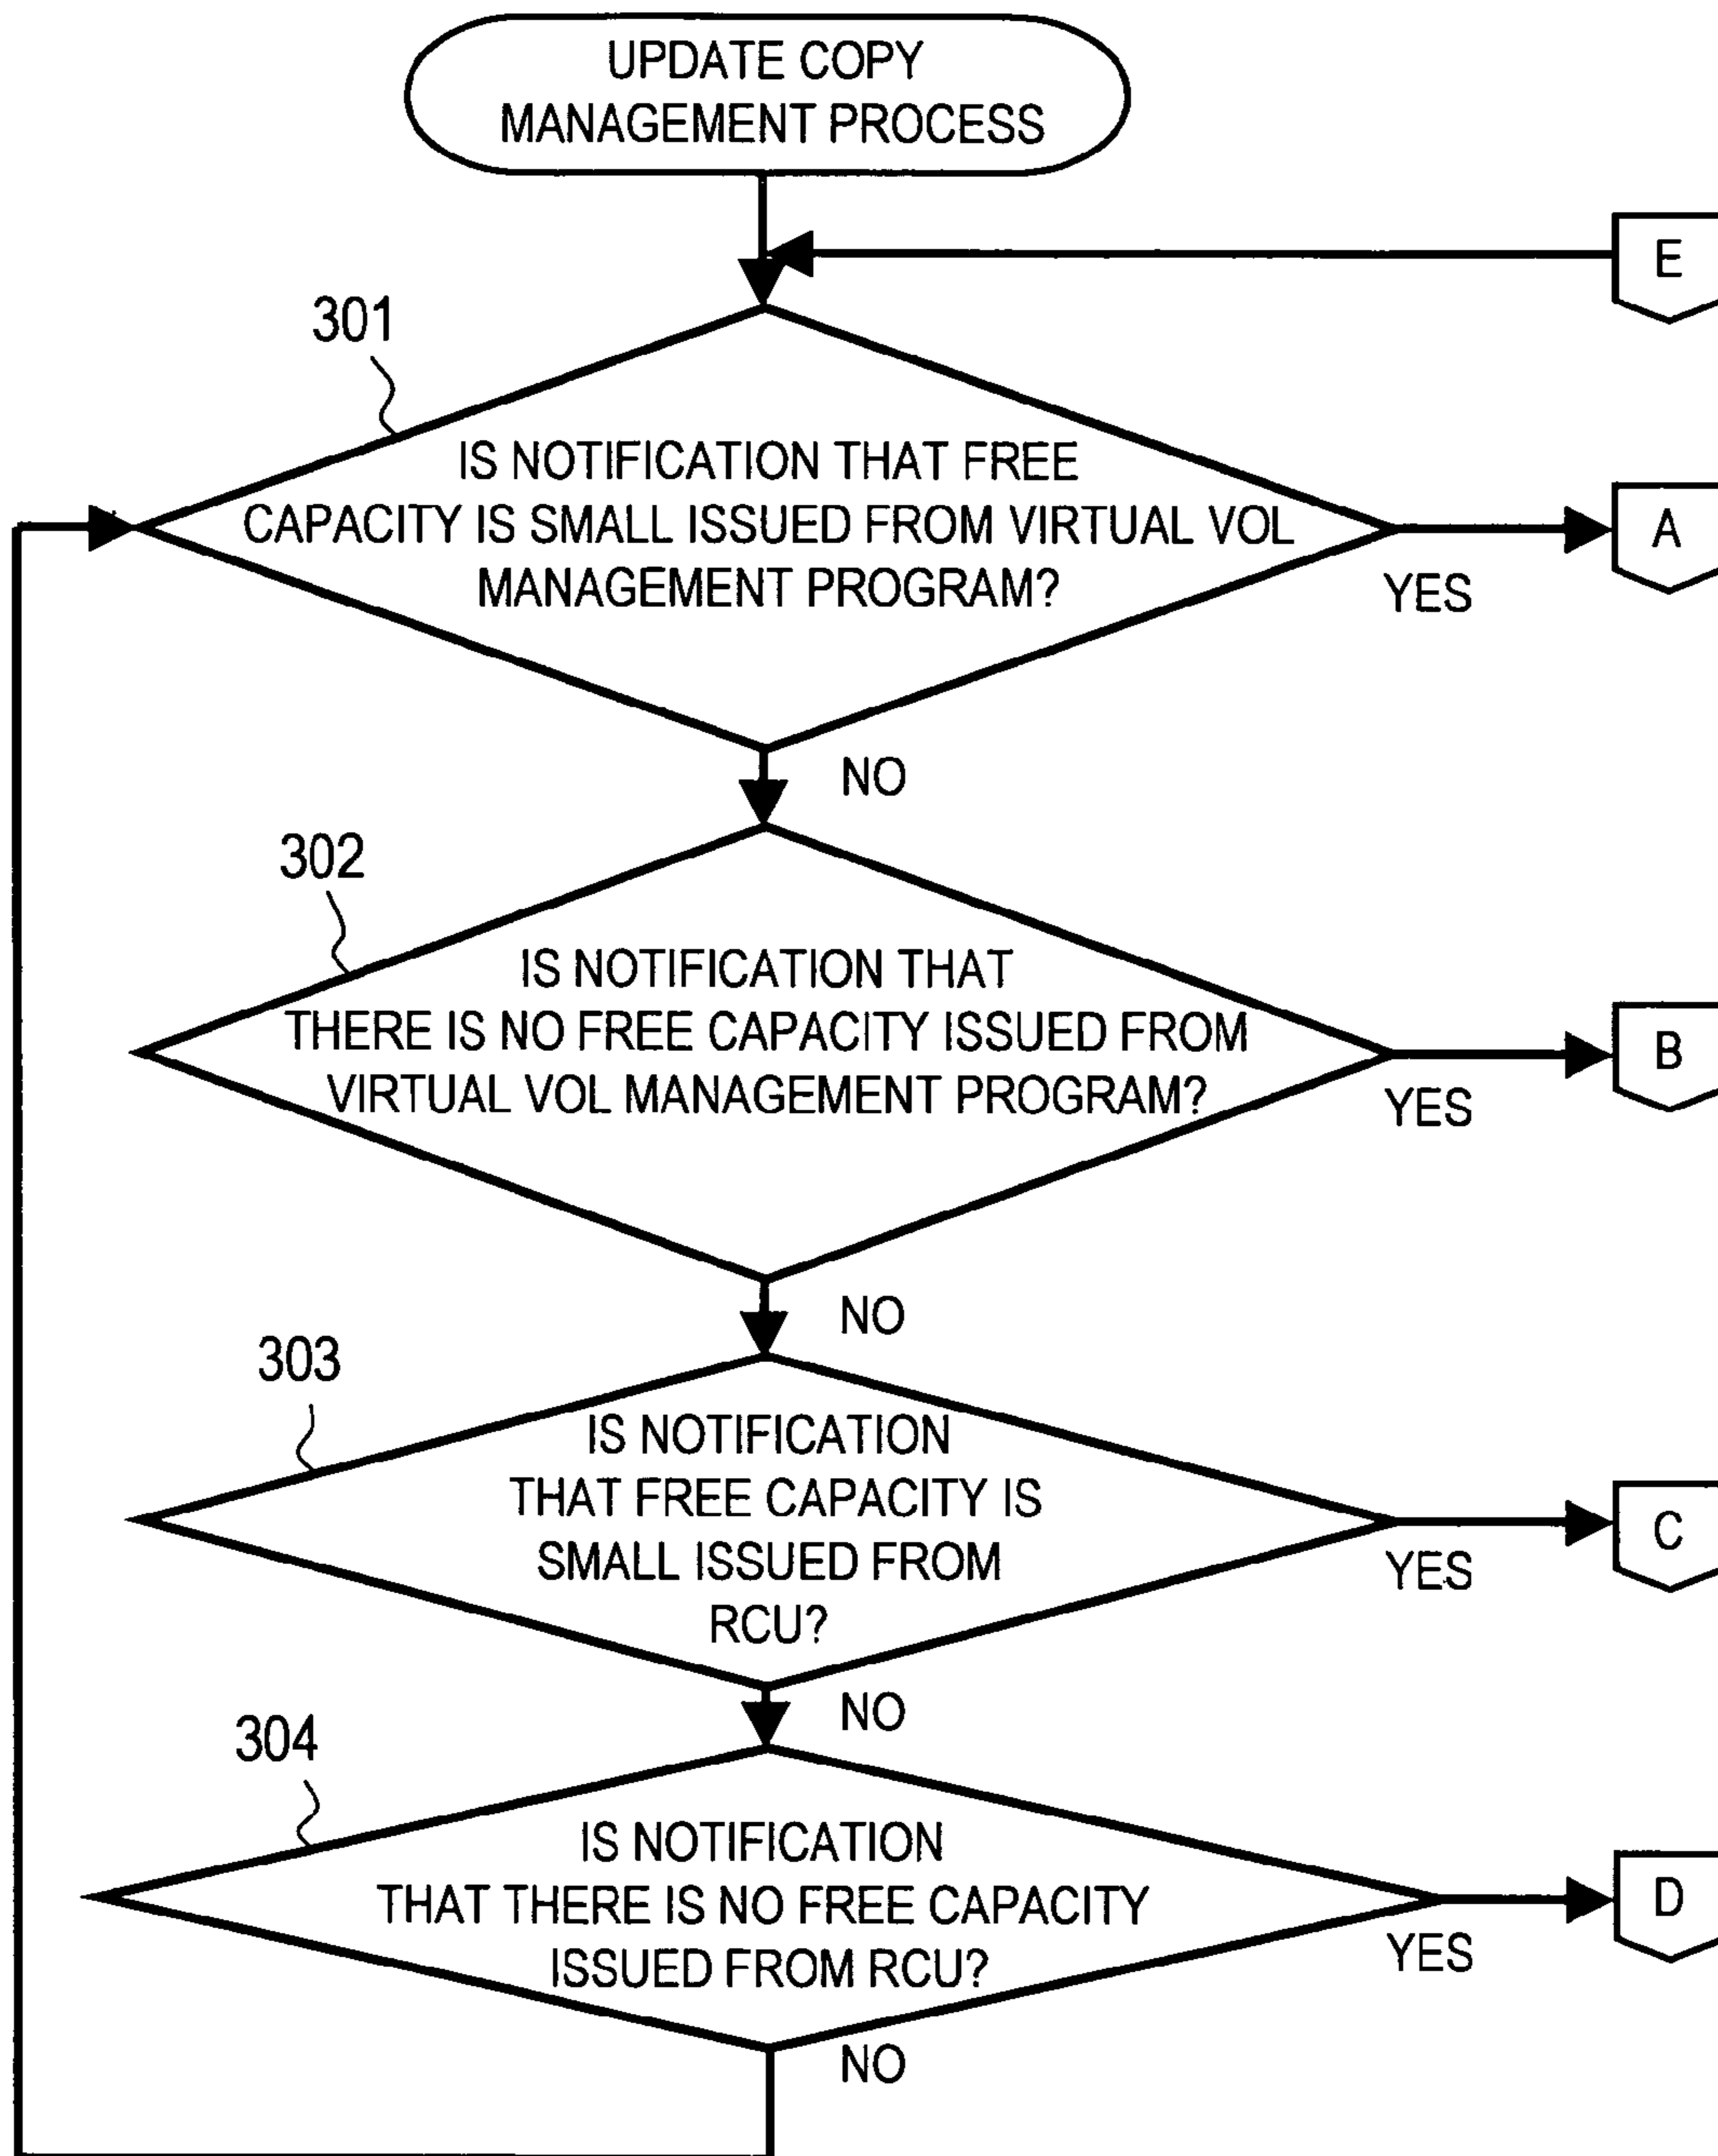 UPDATE COPY
MANAGEMENT PROCESS
E
301
IS NOTIFICATION THAT FREE
CAPACITY IS SMALL ISSUED FROM VIRTUAL VOL
MANAGEMENT PROGRAM?
A
YES
NO
302
IS NOTIFICATION THAT
THERE IS NO FREE CAPACITY ISSUED FROM
VIRTUAL VOL MANAGEMENT PROGRAM?
B
YES
NO
303
IS NOTIFICATION
THAT FREE CAPACITY IS
SMALL ISSUED FROM
RCU?
C
YES
NO
304
IS NOTIFICATION
THAT THERE IS NO FREE CAPACITY
ISSUED FROM RCU?
D
YES
NO